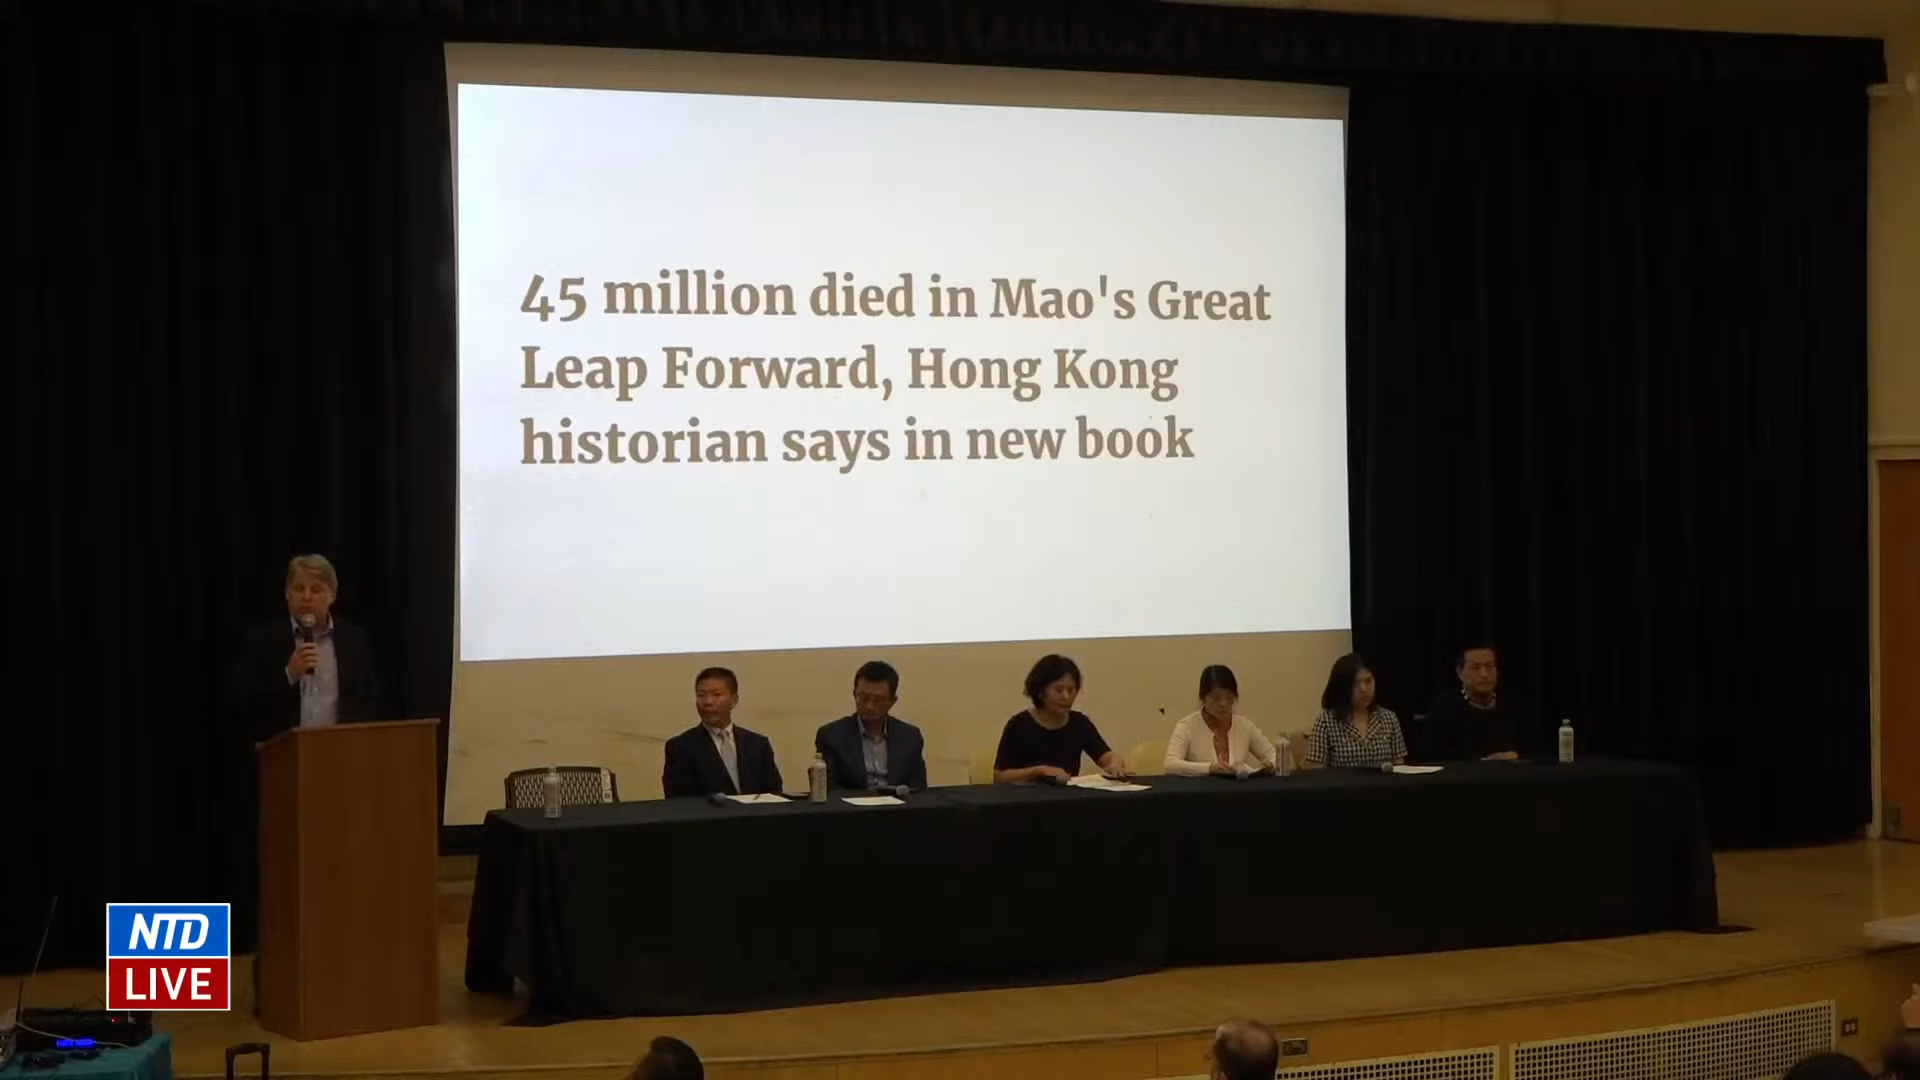 45 million died in Mao's Great
Leap Forward, Hong Kong
historian says in new book
NTD
LIVE